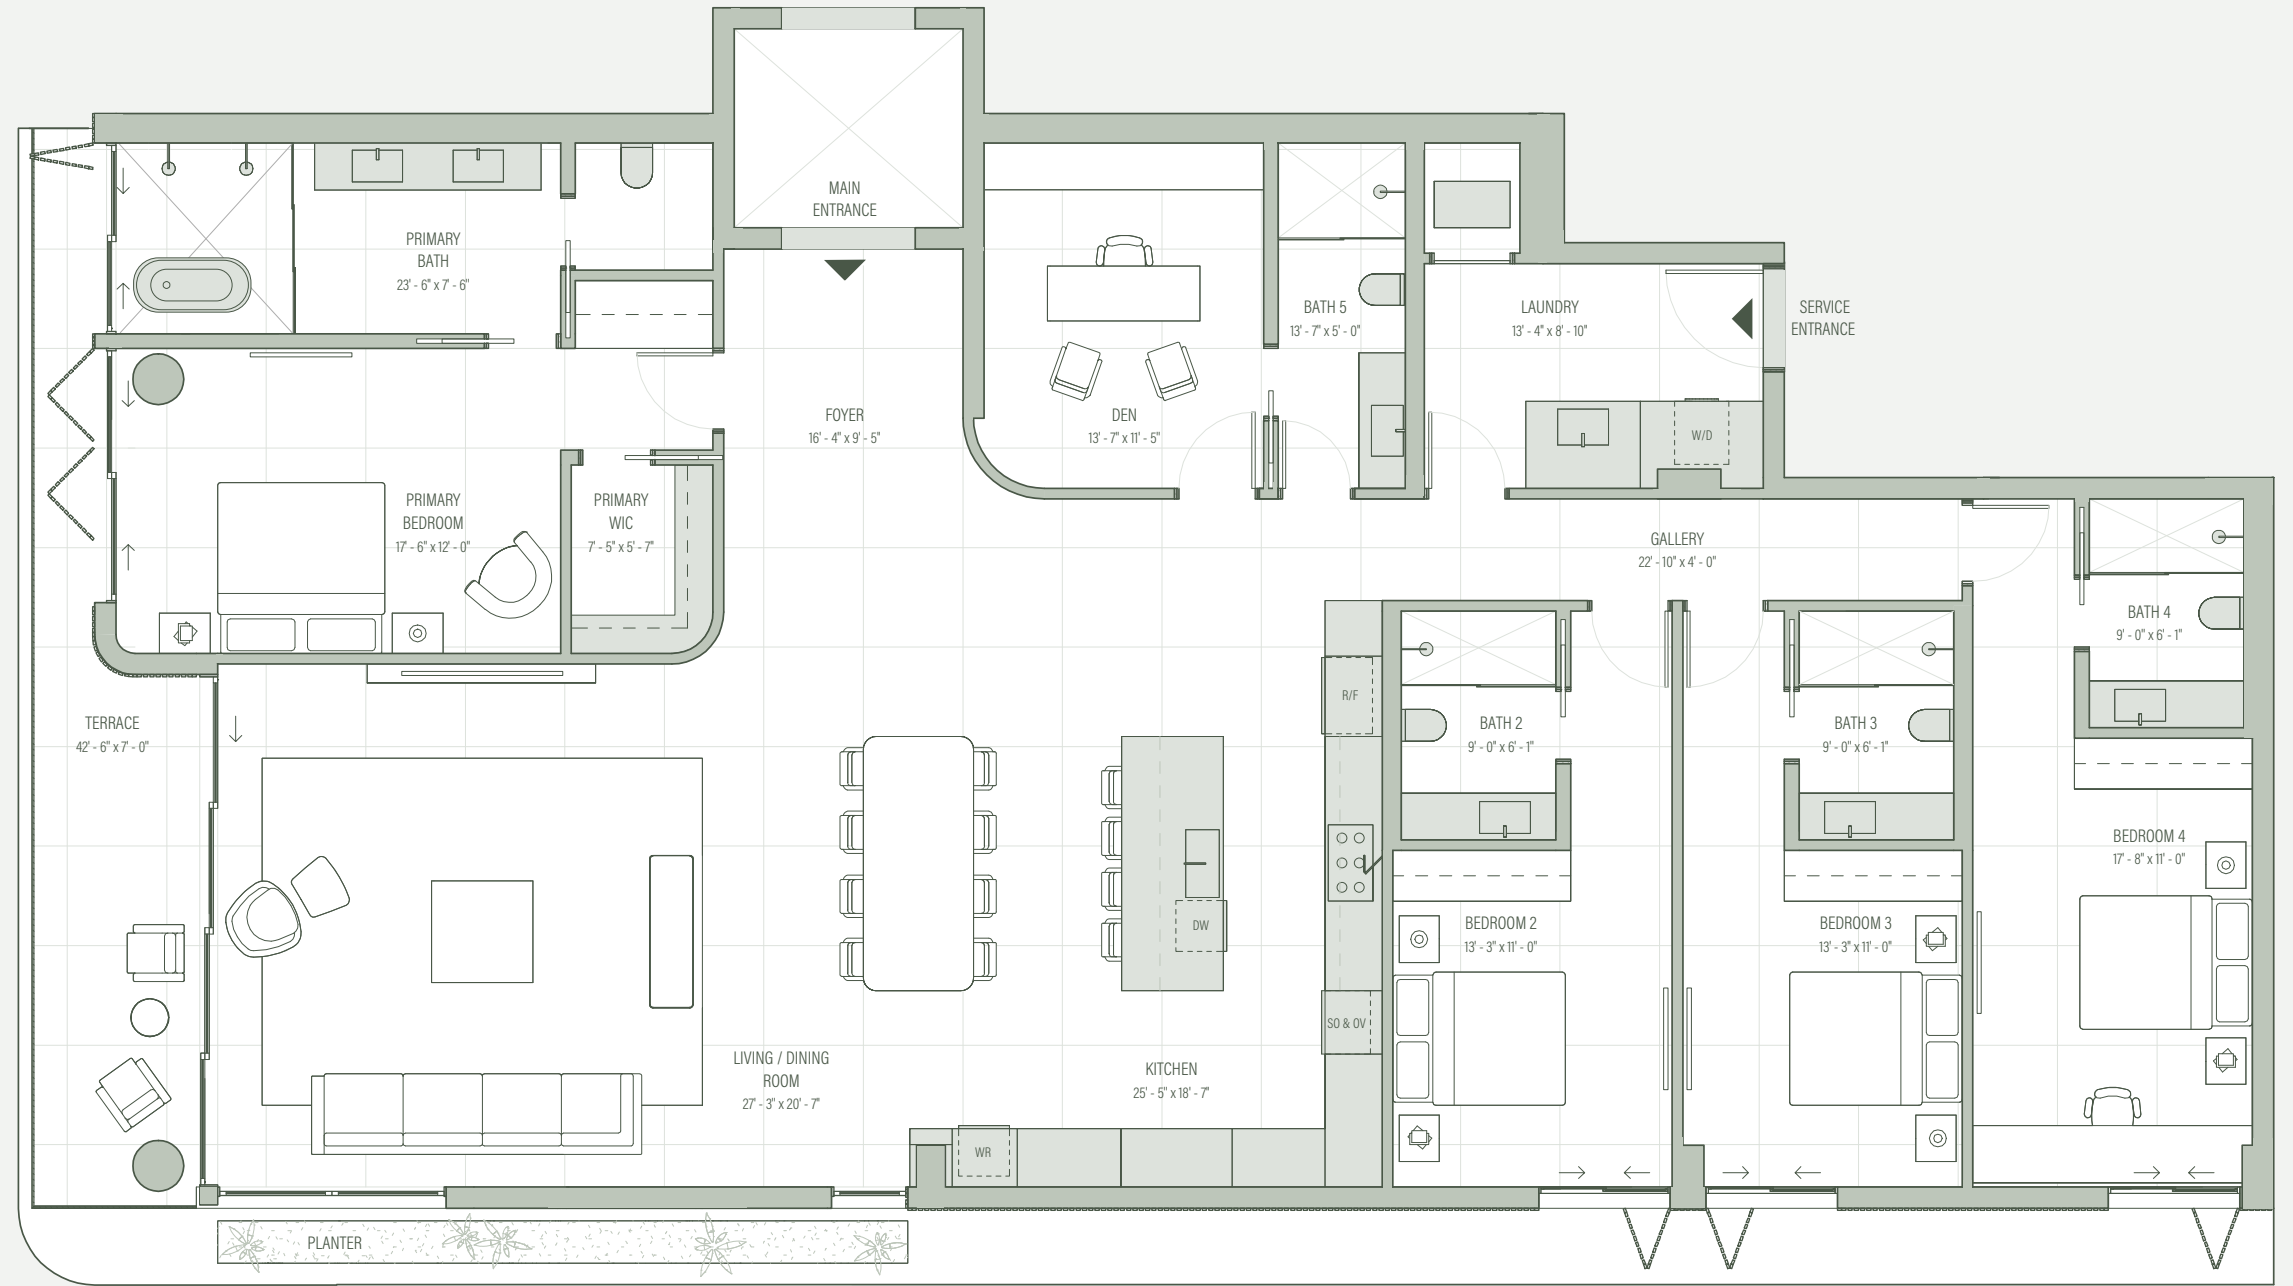 MAIN
ENTRANCE
PRIMARY
BATH
23' - 6" x 7' - 6"
BATH 5
13' - 7" x 5' - 0"
LAUNDRY
13' - 4" x 8' - 10"
SERVICE
ENTRANCE
FOYER
16' - 4" x 9' - 5"
DEN
13' - 7" x 11' - 5"
W/D
PRIMARY
BEDROOM
17' - 6" x 12' - 0"
PRIMARY
WIC
7' - 5" x 5' - 7"
GALLERY
22' - 10" x 4' - 0"
BATH 4
9' - 0" x 6' - 1"
R/F
TERRACE
42' - 6" x 7' - 0"
BATH 2
9' - 0" x 6' - 1"
BATH 3
9' - 0" x 6' - 1"
BEDROOM 4
17' - 8" x 11' - 0"
DW
BEDROOM 2
13' - 3" x 11' - 0"
BEDROOM 3
13' - 3" x 11' - 0"
SO & OV
LIVING / DINING
ROOM
27' - 3" x 20' - 7"
KITCHEN
25' - 5" x 18' - 7"
WR
PLANTER